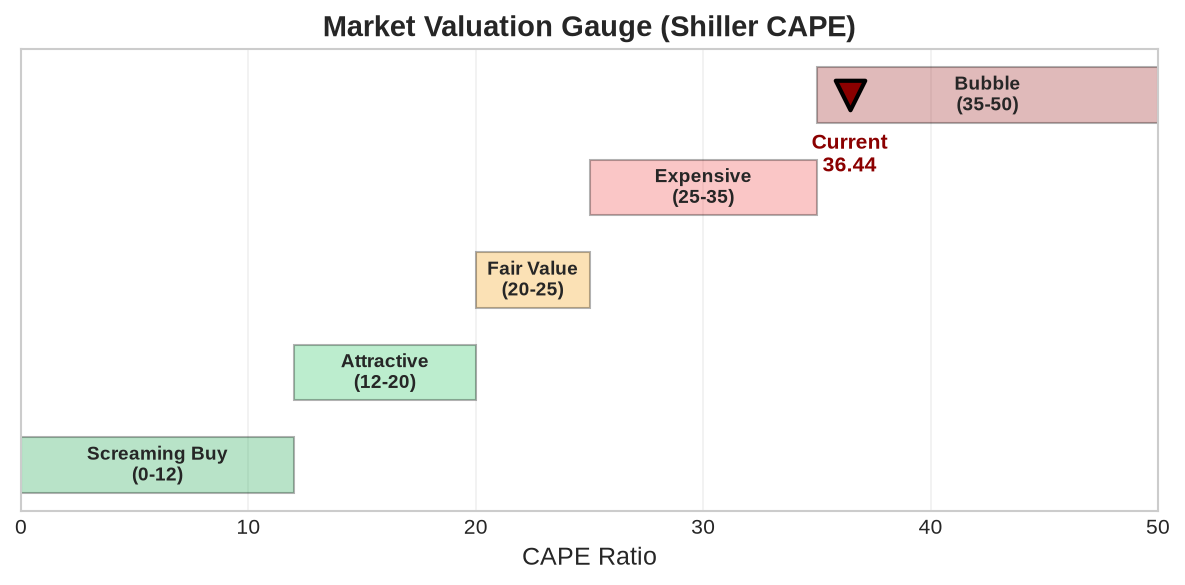 Market Valuation Gauge (Shiller CAPE)
Bubble
(35-50)
Current
36.44
Expensive
(25-35)
Fair Value
(20-25)
Attractive
(12-20)
Screaming Buy
(0-12)
0 10 20 30 40 50
CAPE Ratio